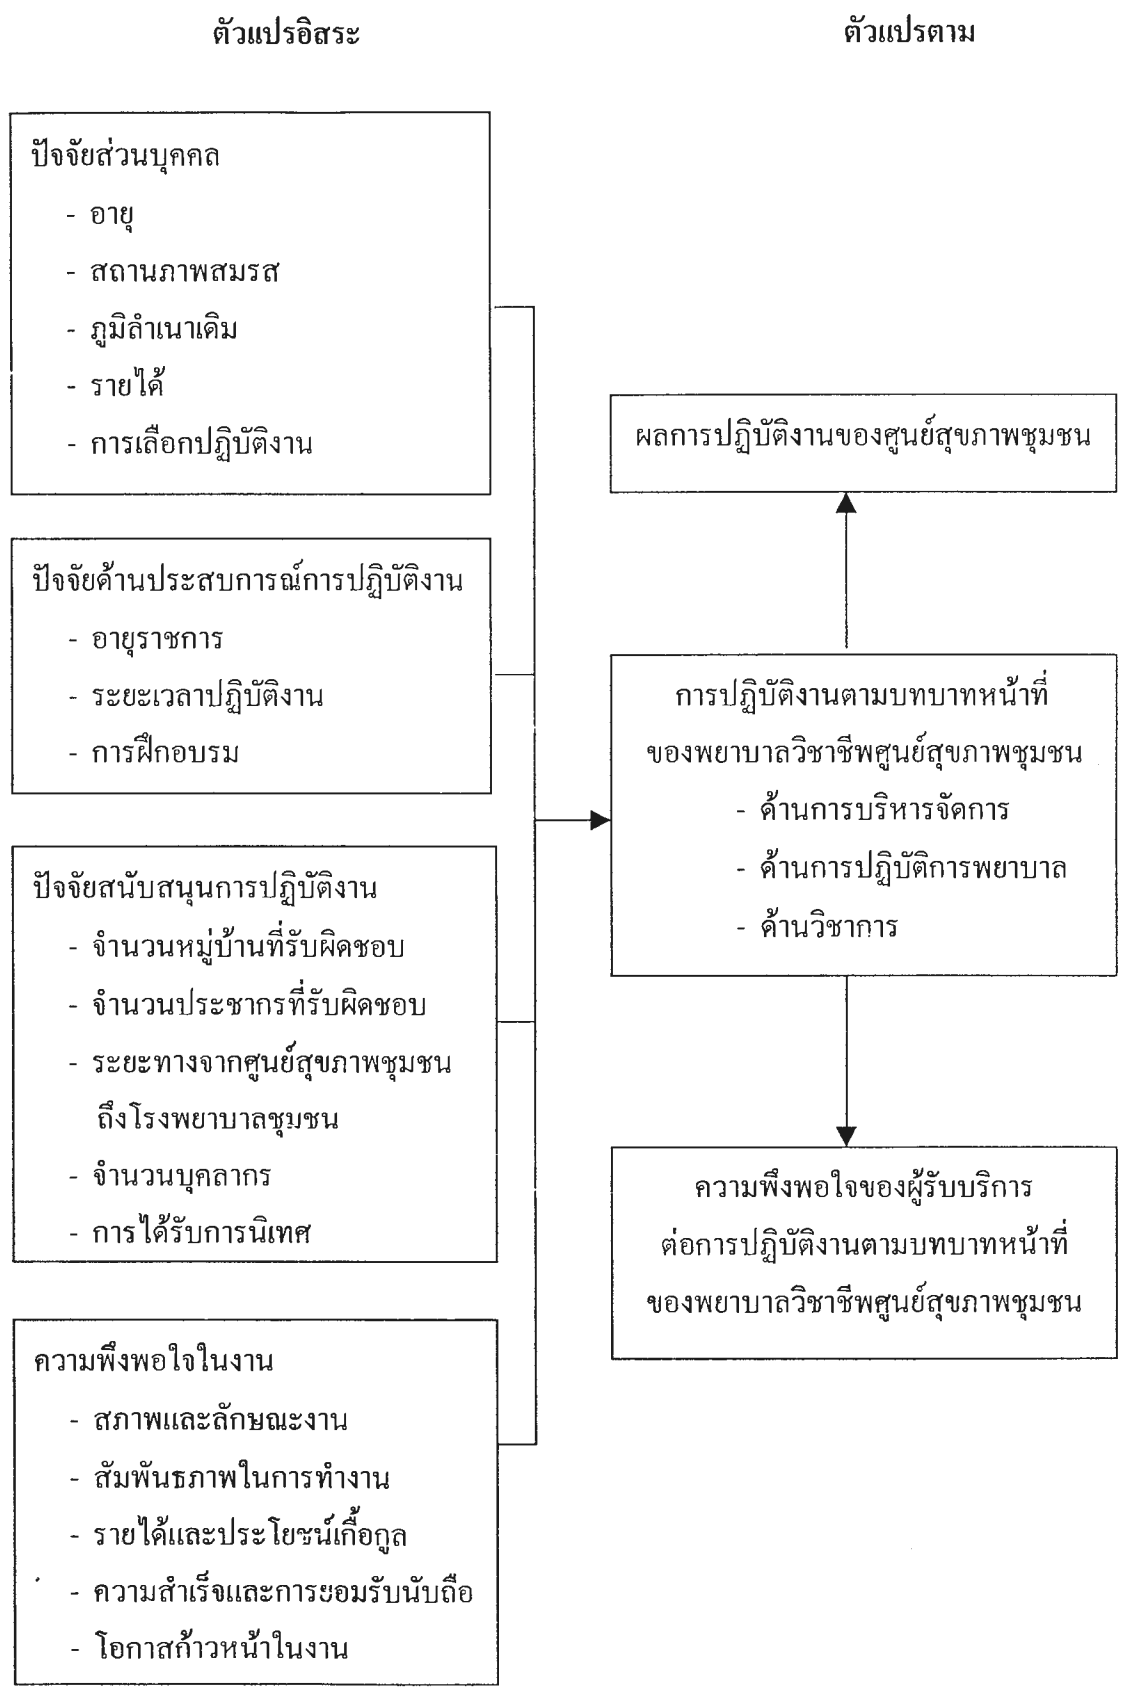 ตัวแปรอิสระ
ตัวแปรตาม
ปัจจัยส่วนบุคคล
- อายุ
- สถานภาพสมรส
- ภูมิลำเนาเดิม
- รายได้
- การเลือกปฏิบัติงาน
ปัจจัยด้านประสบการณ์การปฏิบัติงาน
- อายุราชการ
- ระยะเวลาปฏิบัติงาน
- การฝึกอบรม
ปัจจัยสนับสนุนการปฏิบัติงาน
- จำนวนหมู่บ้านที่รับผิดชอบ
- จำนวนประชากรที่รับผิดชอบ
- ระยะทางจากศูนย์สุขภาพชุมชน
ถึงโรงพยาบาลชุมชน
- จำนวนบุคลากร
- การได้รับการนิเทศ
ความพึงพอใจในงาน
- สภาพและลักษณะงาน
- สัมพันธภาพในการทำงาน
- รายได้และประโยชน์เกื้อกูล
- ความสำเร็จและการยอมรับนับถือ
- โอกาสก้าวหน้าในงาน
ผลการปฏิบัติงานของศูนย์สุขภาพชุมชน
การปฏิบัติงานตามบทบาทหน้าที่
ของพยาบาลวิชาชีพศูนย์สุขภาพชุมชน
- ด้านการบริหารจัดการ
- ด้านการปฏิบัติการพยาบาล
- ด้านวิชาการ
ความพึงพอใจของผู้รับบริการ
ต่อการปฏิบัติงานตามบทบาทหน้าที่
ของพยาบาลวิชาชีพศูนย์สุขภาพชุมชน